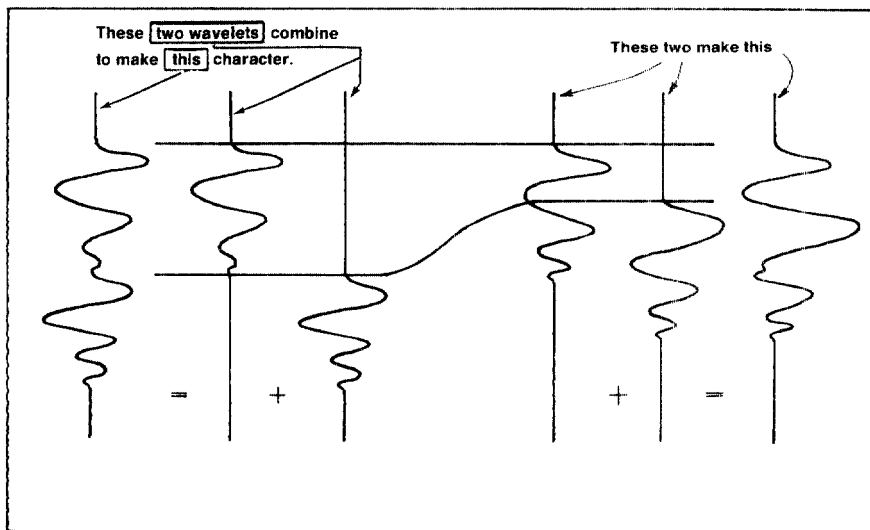 These two wavelets combine
to make this character.
These two make this
= + + =